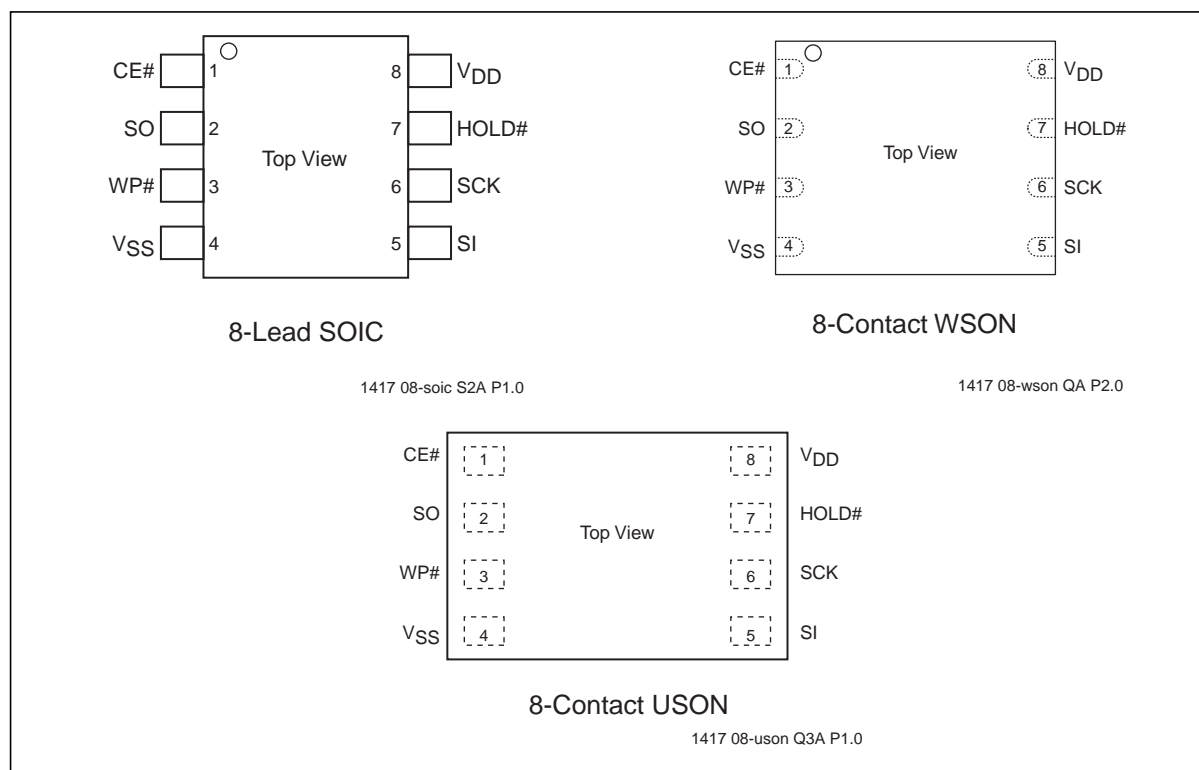 CE# 1 8 VDD
SO 2 7 HOLD#
Top View
WP# 3 6 SCK
VSS 4 5 SI
8-Lead SOIC
1417 08-soic S2A P1.0
CE# 1 8 VDD
SO 2 7 HOLD#
Top View
WP# 3 6 SCK
VSS 4 5 SI
8-Contact WSON
1417 08-wson QA P2.0
CE# 1 8 VDD
SO 2 7 HOLD#
Top View
WP# 3 6 SCK
VSS 4 5 SI
8-Contact USON
1417 08-uson Q3A P1.0